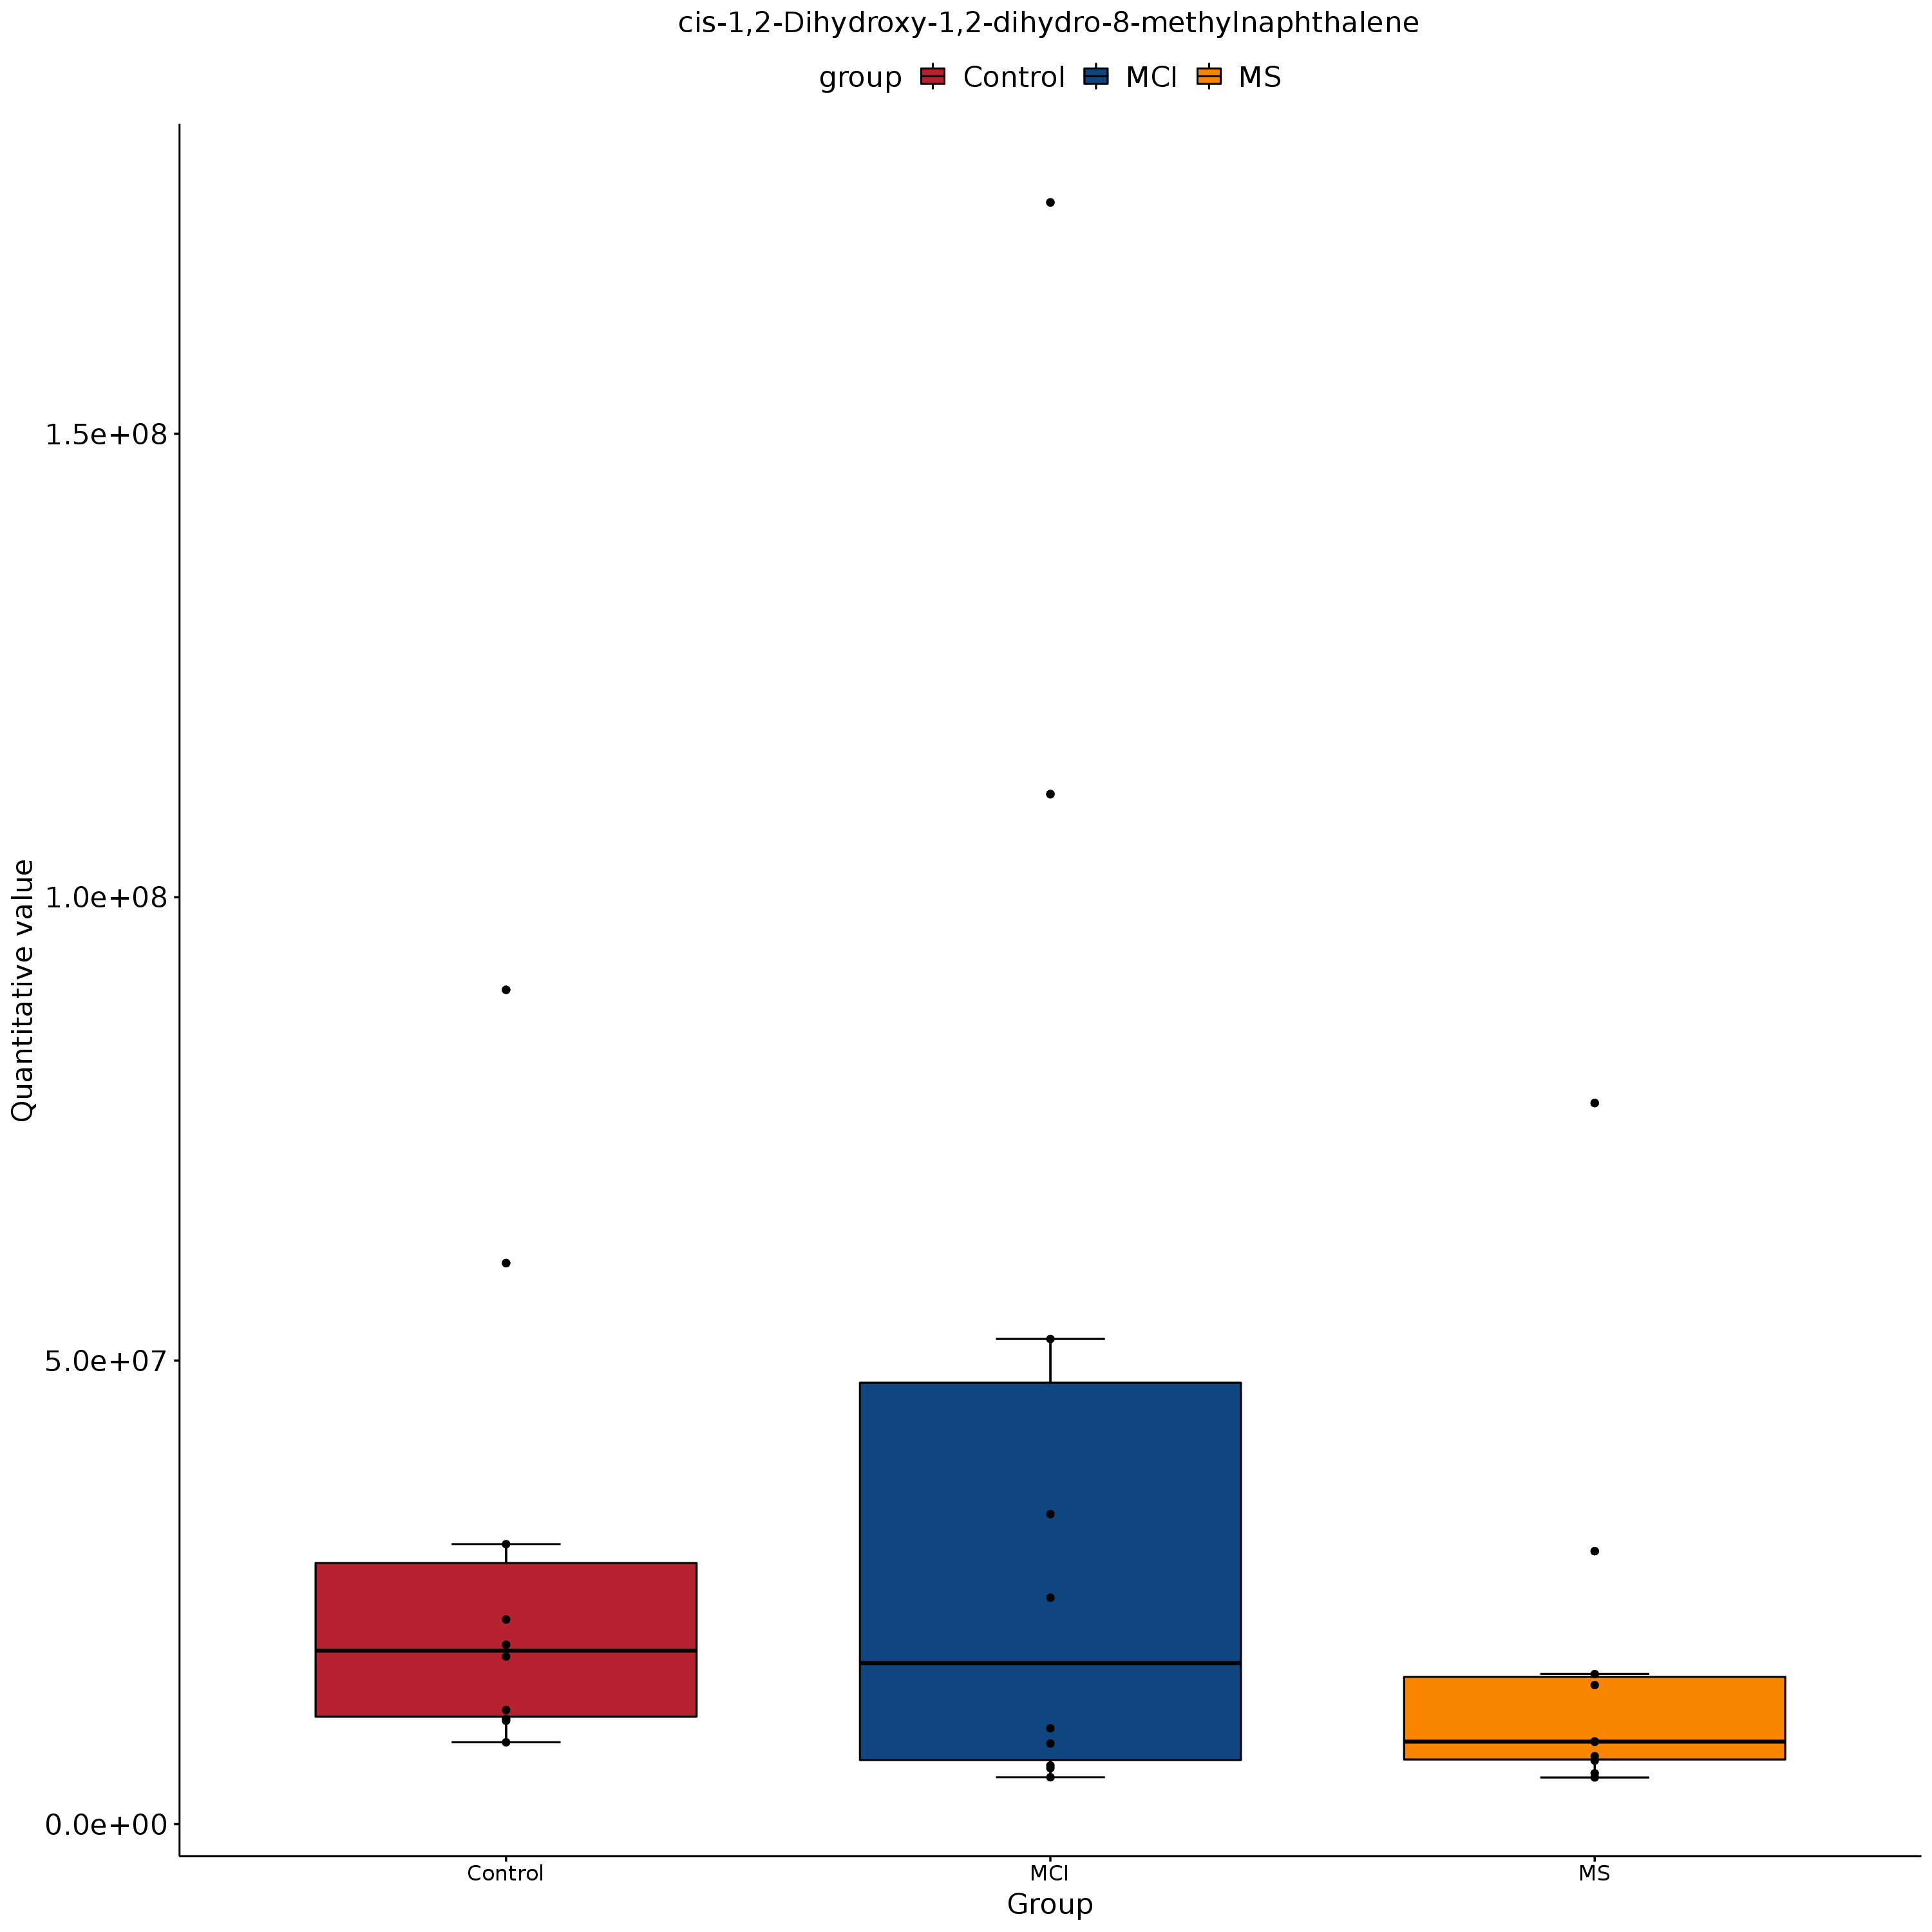 cis-1,2-Dihydroxy-1,2-dihydro-8-methylnaphthalene
group Control MCI MS
Quantitative value
1.5e+08
1.0e+08
5.0e+07
0.0e+00
Control MCI MS
Group